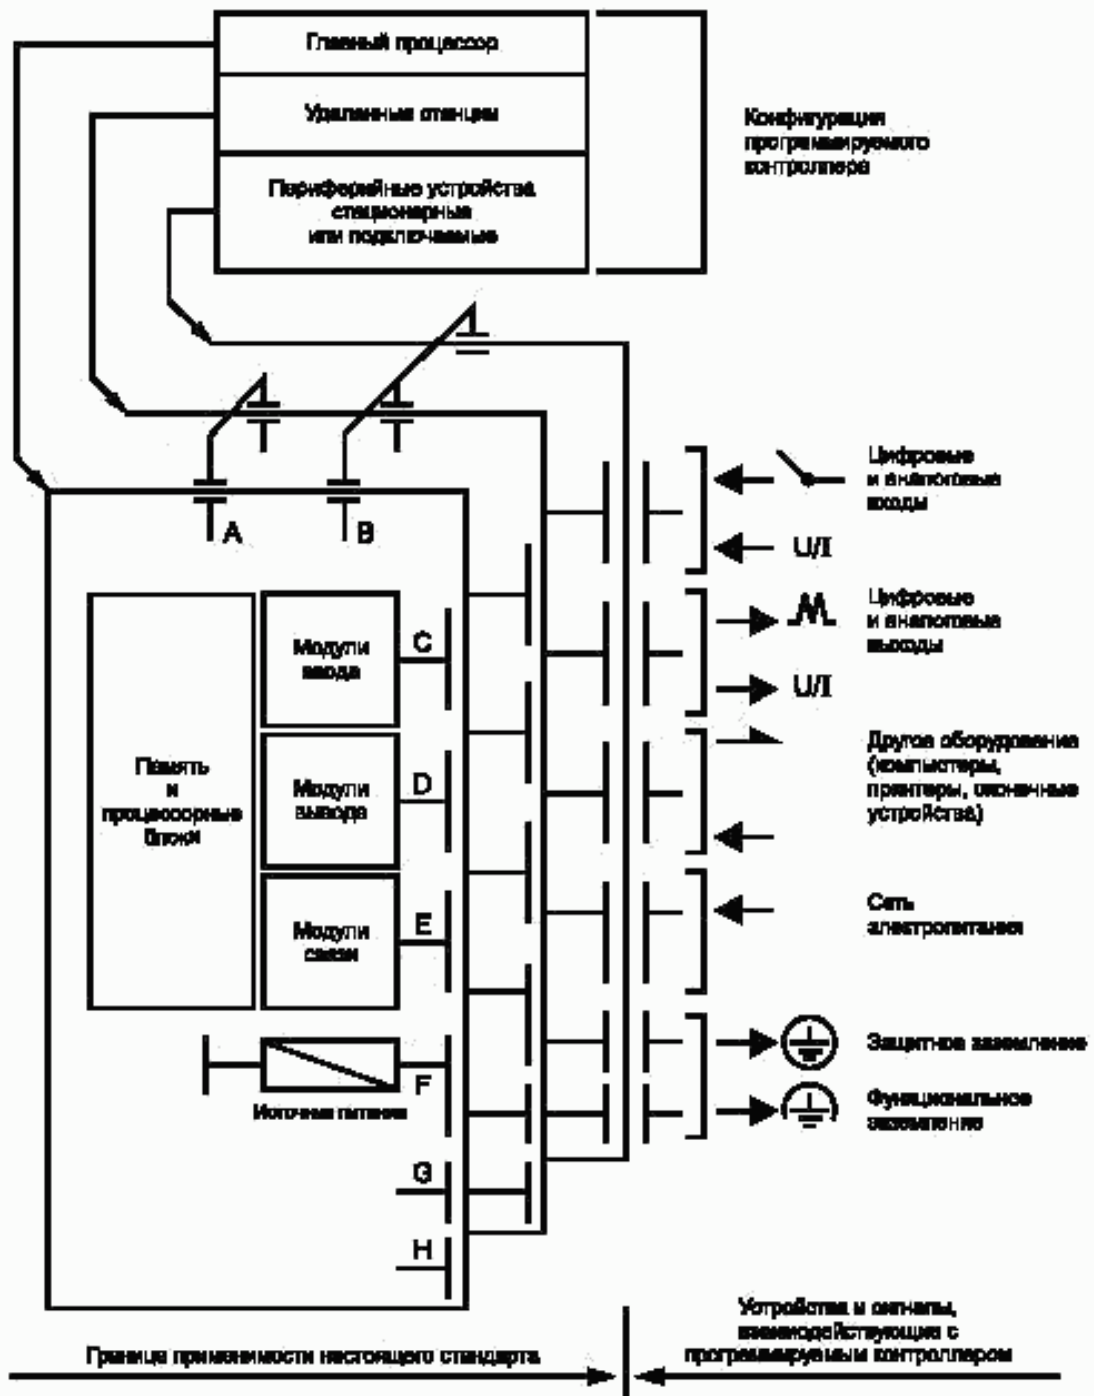 Главный процессор
Удаленные станции
Периферийные устройства
стационарные
или подключаемые
Конфигурация
программируемого
контроллера
A
B
Цифровые
и аналоговые
входы
U/I
Цифровые
и аналоговые
выходы
U/I
Другое оборудование
(компьютеры,
принтеры, оконечные
устройства)
Сеть
электропитания
Защитное заземление
Функциональное
заземление
Память
и
процессорные
блоки
Модули
ввода
C
Модули
вывода
D
Модули
связи
E
F
Источник питания
G
H
Граница применимости настоящего стандарта
Устройства и сигналы,
взаимодействующие с
программируемым контроллером